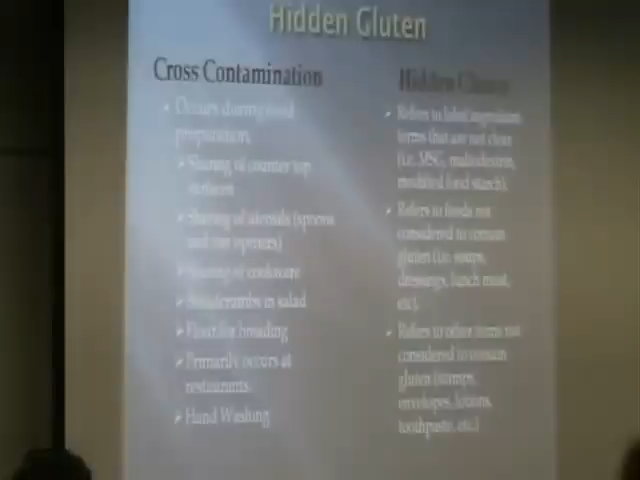 Hidden Gluten
Cross Contamination
Occurs during food
preparation.
Sharing of counter top
surfaces
Sharing of utensils (spoons
and can openers)
Sharing of cookware
Breadcrumbs in salad
Flour for breading
Primarily occurs at
restaurants.
Hand Washing
Hidden Gluten
Refers to label ingredient
terms that are not clear
(i.e. MSG, maltodextrin,
modified food starch).
Refers to foods not
considered to contain
gluten (i.e. soups,
dressings, lunch meat,
etc).
Refers to other items not
considered to contain
gluten (stamps,
envelopes, lotions,
toothpaste, etc.)